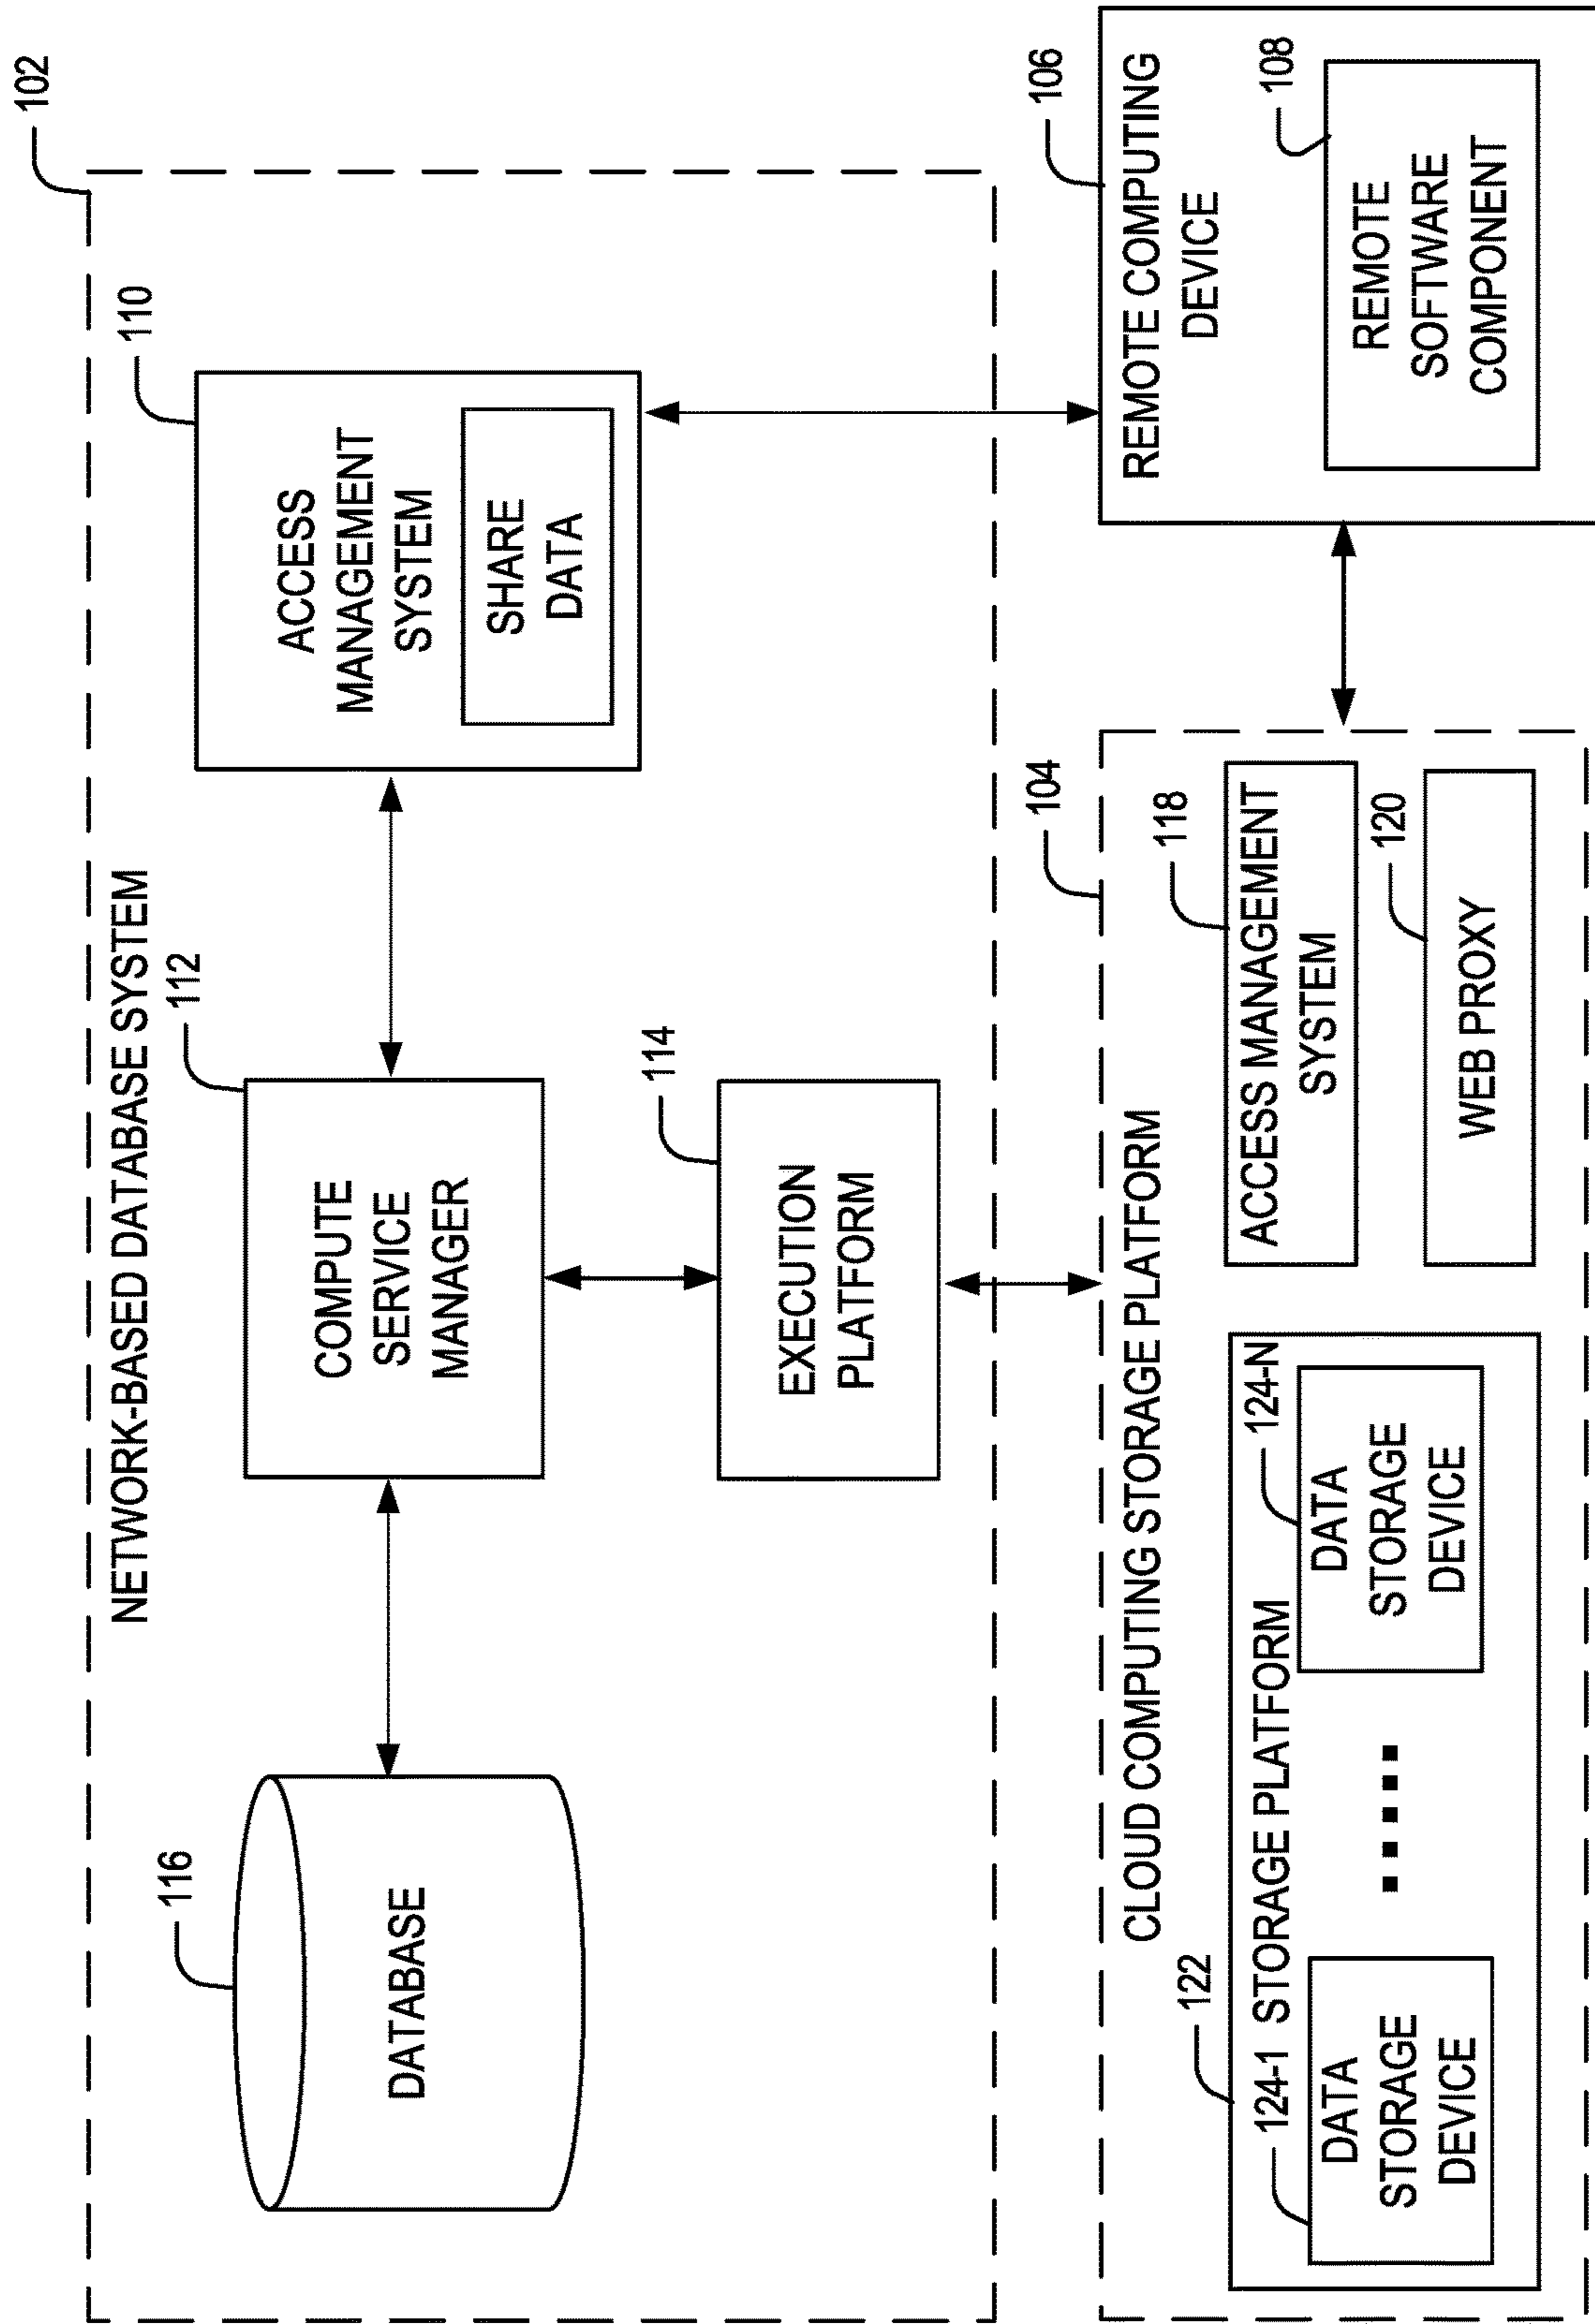 102
NETWORK-BASED DATABASE SYSTEM
116
DATABASE
112
COMPUTE
SERVICE
MANAGER
110
ACCESS
MANAGEMENT
SYSTEM
SHARE
DATA
114
EXECUTION
PLATFORM
104
CLOUD COMPUTING STORAGE PLATFORM
122
124-1 STORAGE PLATFORM
124-N
DATA
STORAGE
DEVICE
DATA
STORAGE
DEVICE
118
ACCESS MANAGEMENT
SYSTEM
120
WEB PROXY
106
REMOTE COMPUTING
DEVICE
108
REMOTE
SOFTWARE
COMPONENT